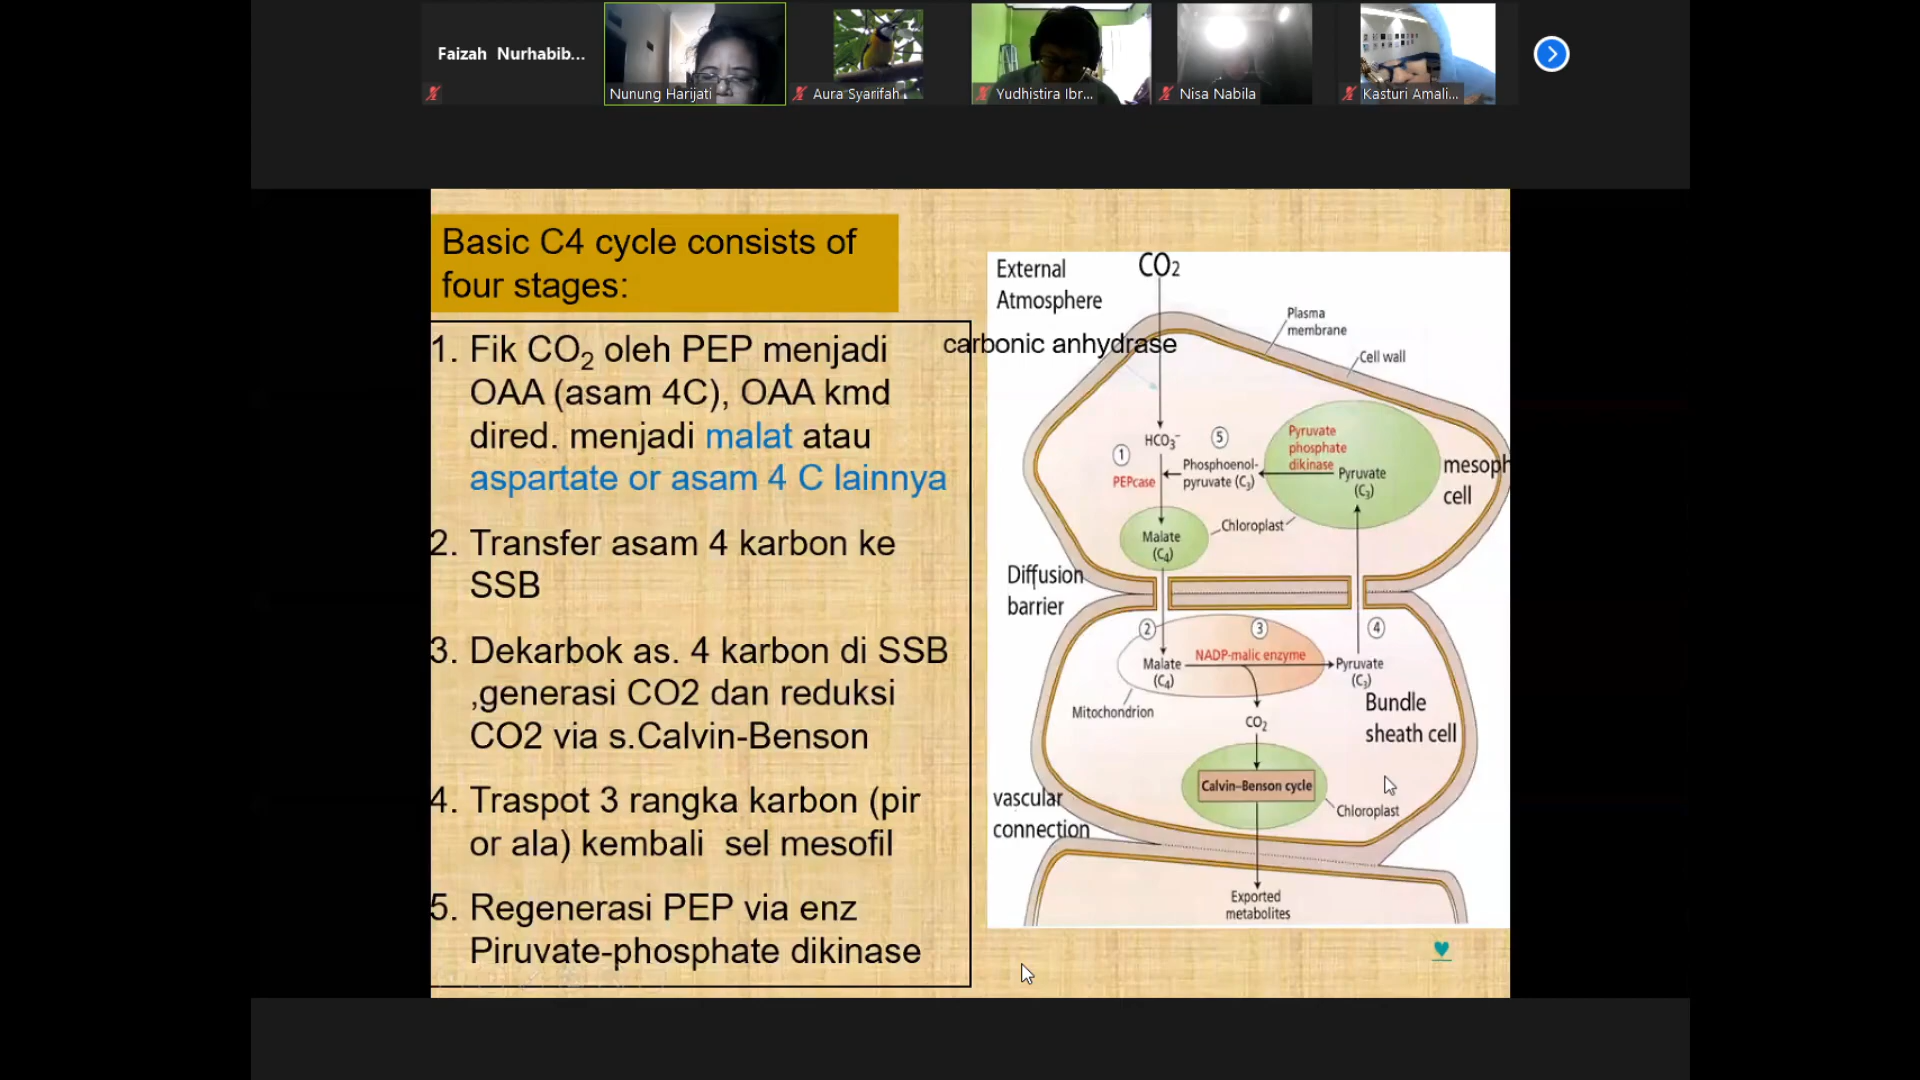 Faizah Nurhabib...
Nunung Harijati
Aura Syarifah
Yudhistira Ibr...
Nisa Nabila
Kasturi Amali...
Basic C4 cycle consists of
four stages:
1. Fik CO₂ oleh PEP menjadi
OAA (asam 4C), OAA kmd
dired. menjadi malat atau
aspartate or asam 4 C lainnya
2. Transfer asam 4 karbon ke
SSB
3. Dekarbok as. 4 karbon di SSB
,generasi CO2 dan reduksi
CO2 via s.Calvin-Benson
4. Traspot 3 rangka karbon (pir
or ala) kembali sel mesofil
5. Regenerasi PEP via enz
Piruvate-phosphate dikinase
External
Atmosphere
CO₂
Plasma
membrane
carbonic anhydrase
Cell wall
HCO₃⁻
1
PEPcase
5
Phosphoenol-
pyruvate (C₃)
Pyruvate
phosphate
dikinase
Pyruvate
(C₃)
mesoph
cell
Chloroplast
Malate
(C₄)
Diffusion
barrier
2
3
4
Malate
(C₄)
NADP-malic enzyme
Pyruvate
(C₃)
Mitochondrion
Bundle
sheath cell
CO₂
Calvin–Benson cycle
Chloroplast
vascular
connection
Exported
metabolites